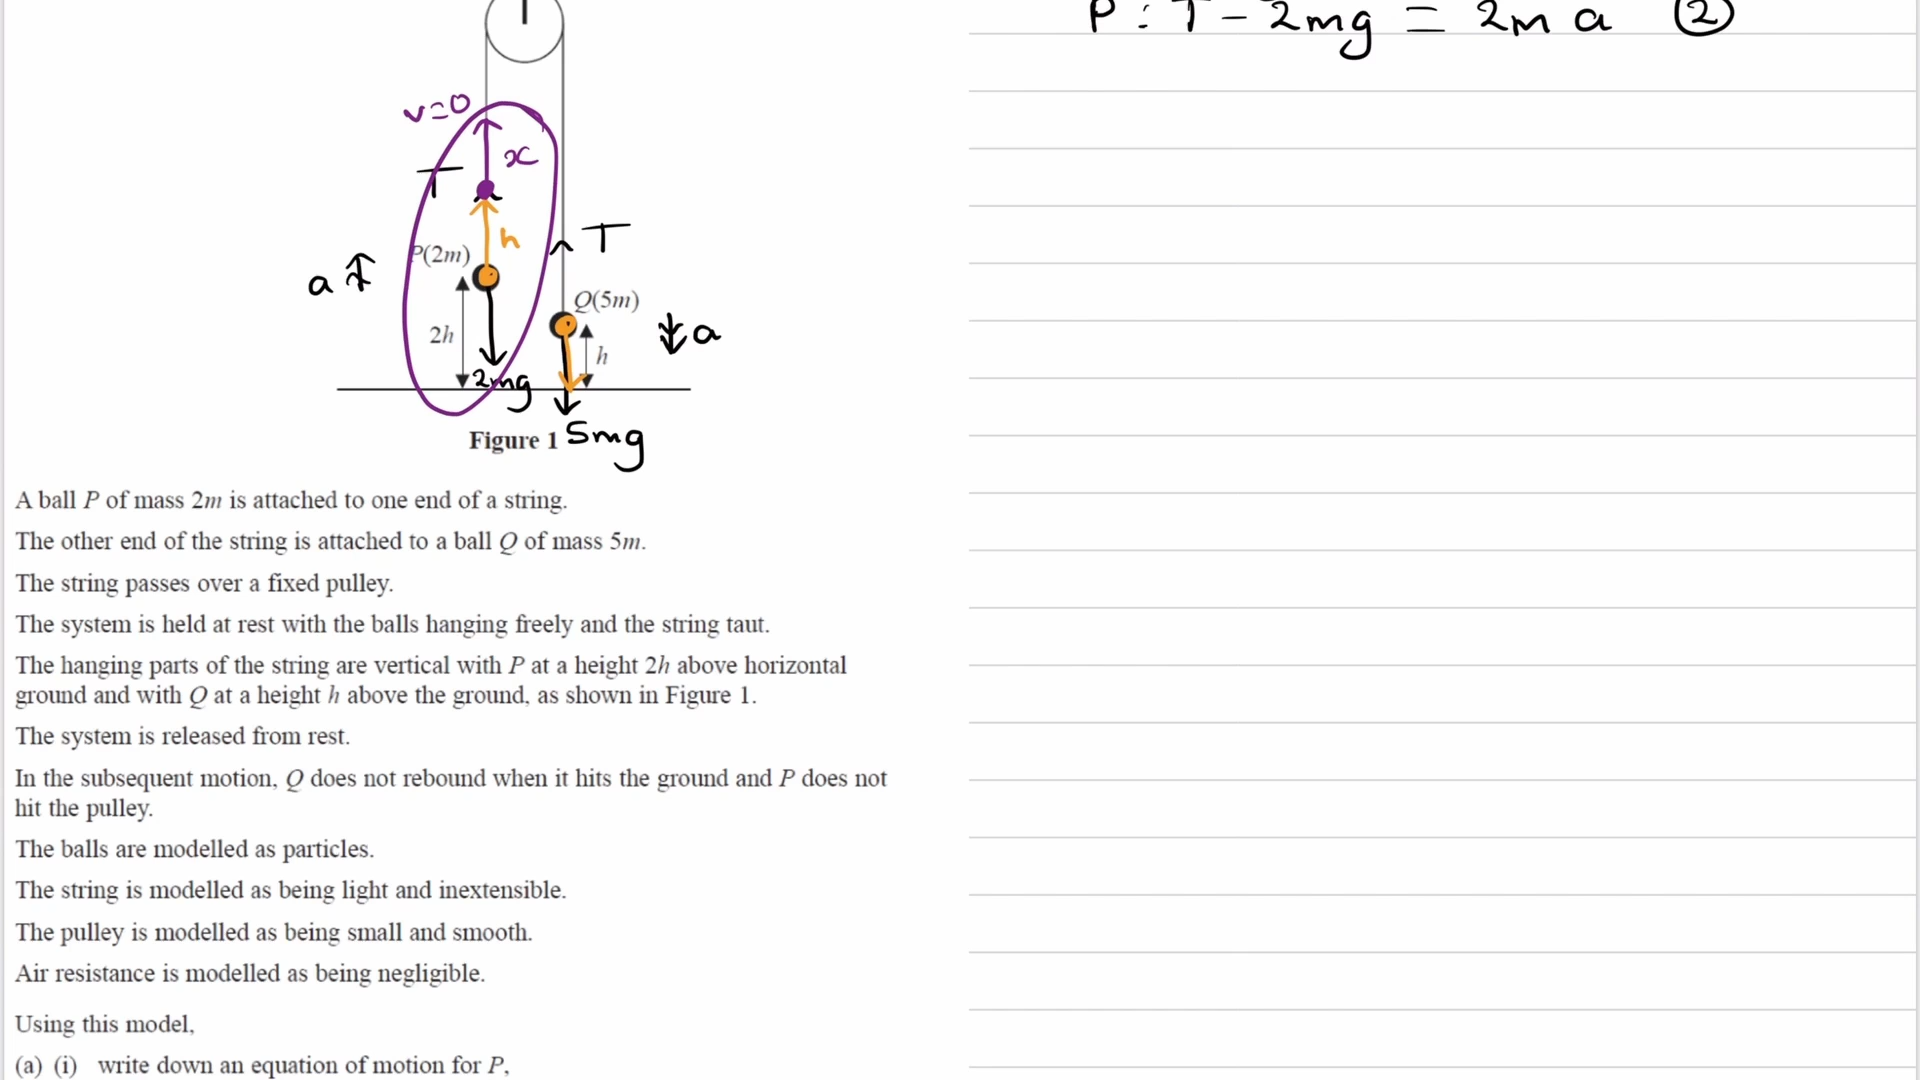 P : T - 2mg = 2m a ②
v=0
x
T
h
T
P(2m)
a
Q(5m)
2h
h
a
2mg
Figure 1
5mg
A ball P of mass 2m is attached to one end of a string.
The other end of the string is attached to a ball Q of mass 5m.
The string passes over a fixed pulley.
The system is held at rest with the balls hanging freely and the string taut.
The hanging parts of the string are vertical with P at a height 2h above horizontal
ground and with Q at a height h above the ground, as shown in Figure 1.
The system is released from rest.
In the subsequent motion, Q does not rebound when it hits the ground and P does not
hit the pulley.
The balls are modelled as particles.
The string is modelled as being light and inextensible.
The pulley is modelled as being small and smooth.
Air resistance is modelled as being negligible.
Using this model,
(a) (i) write down an equation of motion for P,